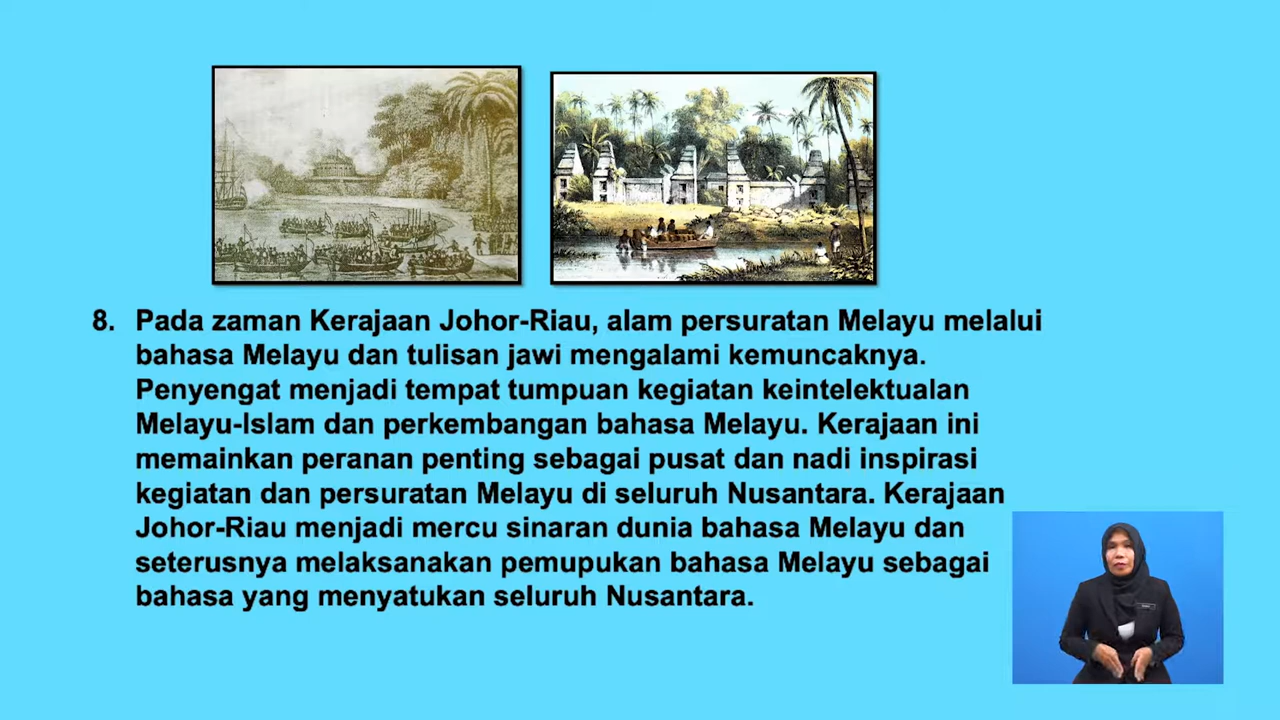 8. Pada zaman Kerajaan Johor-Riau, alam persuratan Melayu melalui
bahasa Melayu dan tulisan jawi mengalami kemuncaknya.
Penyengat menjadi tempat tumpuan kegiatan keintelektualan
Melayu-Islam dan perkembangan bahasa Melayu. Kerajaan ini
memainkan peranan penting sebagai pusat dan nadi inspirasi
kegiatan dan persuratan Melayu di seluruh Nusantara. Kerajaan
Johor-Riau menjadi mercu sinaran dunia bahasa Melayu dan
seterusnya melaksanakan pemupukan bahasa Melayu sebagai
bahasa yang menyatukan seluruh Nusantara.